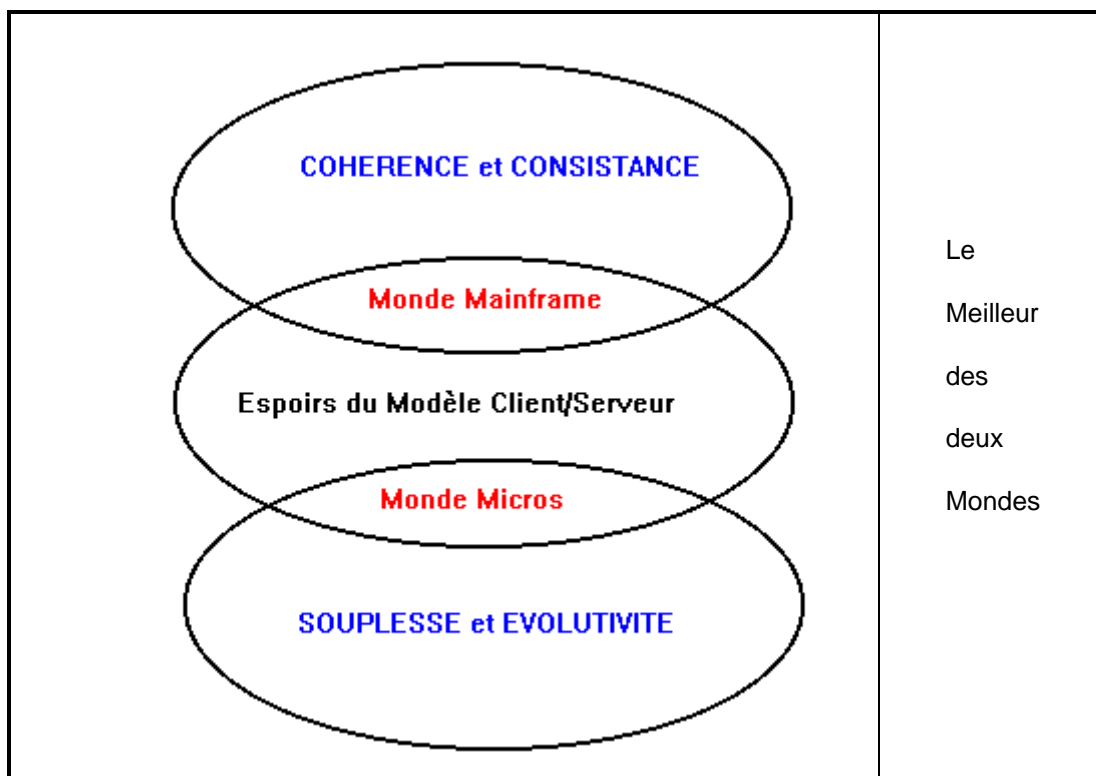 COHERENCE et CONSISTANCE
Monde Mainframe
Espoirs du Modèle Client/Serveur
Monde Micros
SOUPLESSE et EVOLUTIVITE
Le
Meilleur
des
deux
Mondes